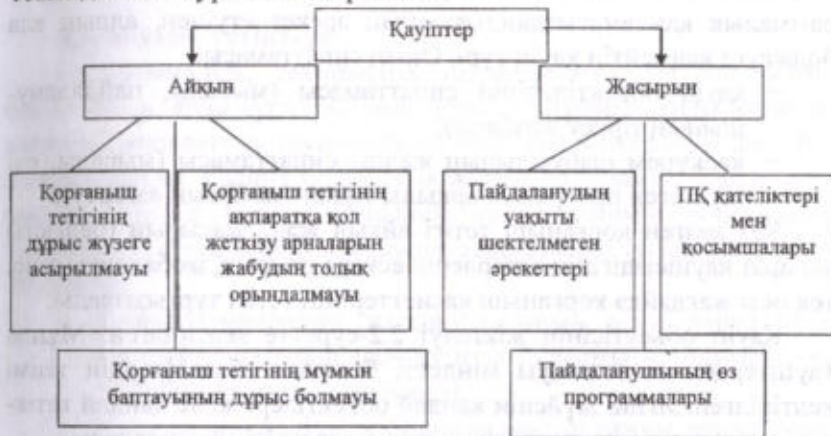 Қауіптер
Айқын
Жасырын
Қорғаныш
тетігінің
дұрыс жүзеге
асырылмауы
Қорғаныш тетігінің
ақпаратқа қол
жеткізу арналарын
жабудың толық
орындалмауы
Пайдаланудың
уақыты
шектелмеген
әрекеттері
ПҚ қателіктері
мен
қосымшалары
Қорғаныш тетігінің мүмкін
баптауының дұрыс болмауы
Пайдаланушының өз
программалары